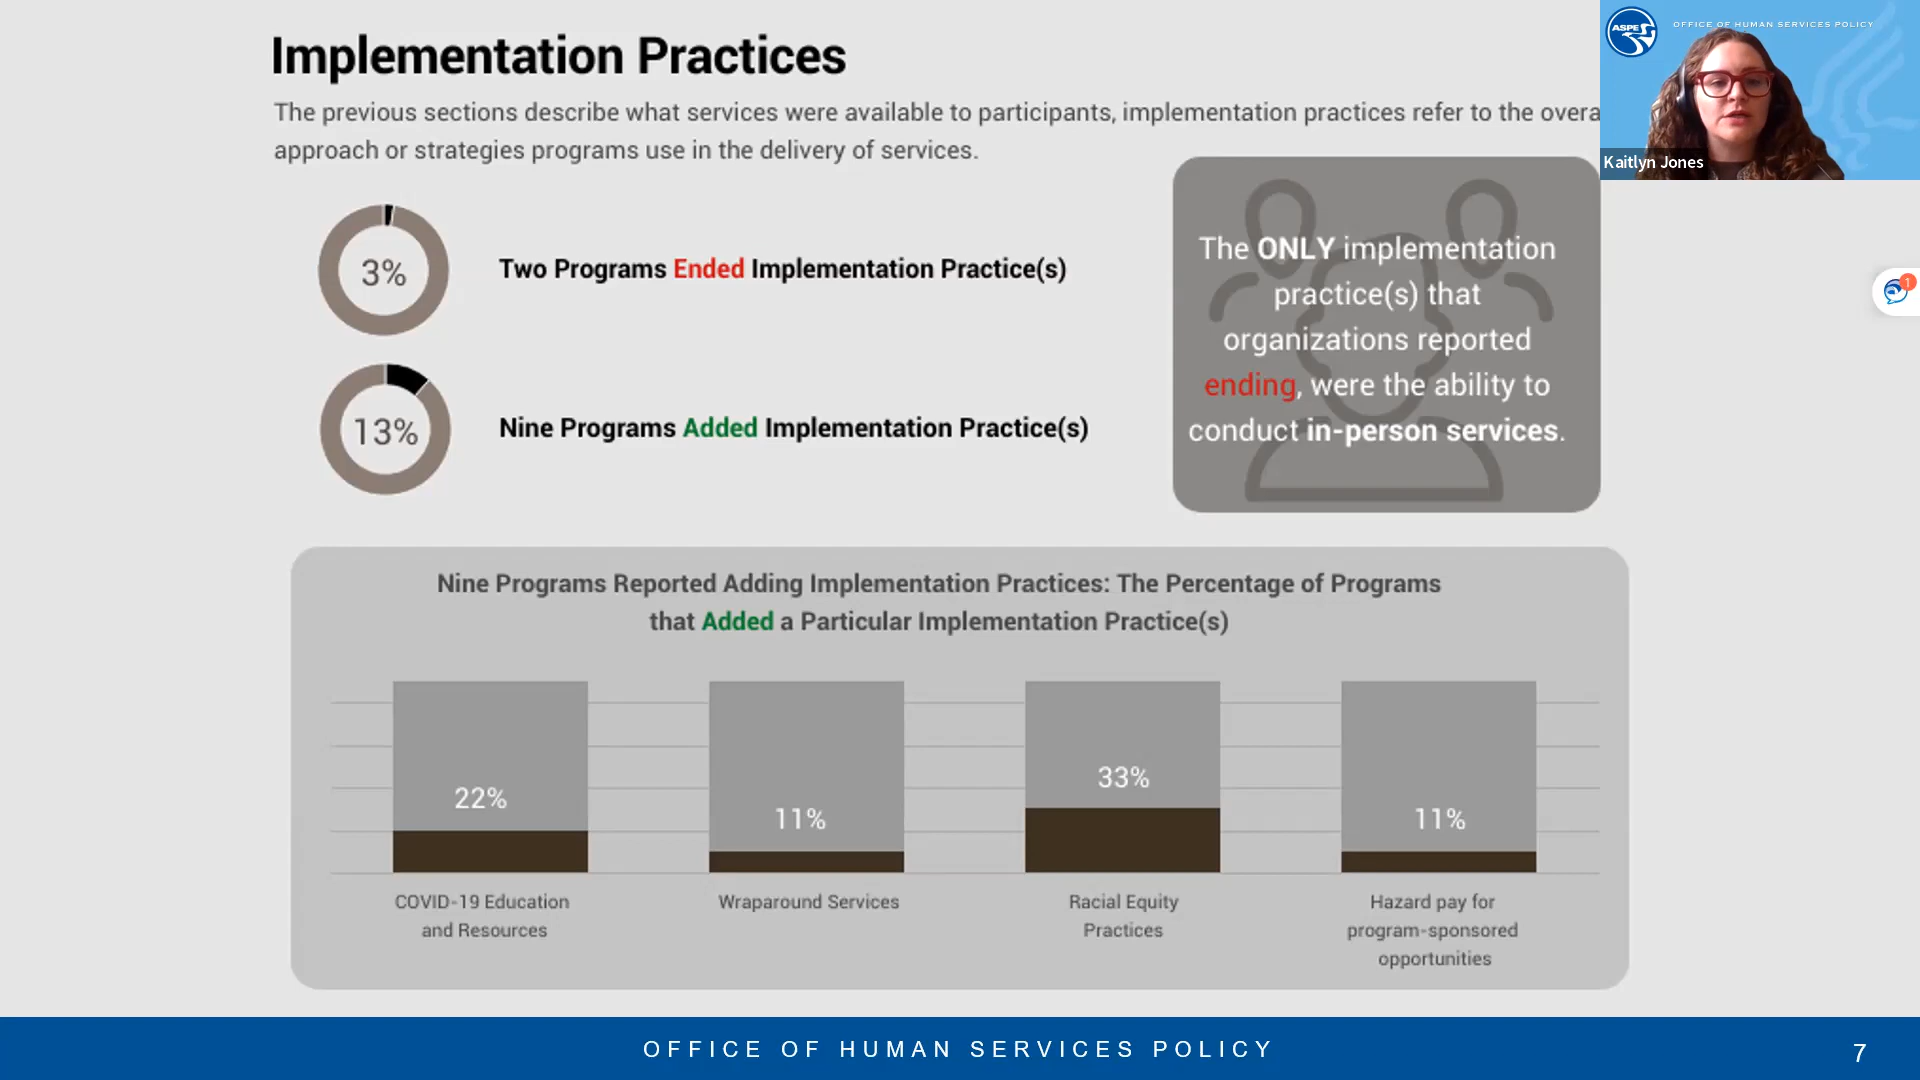 Implementation Practices
The previous sections describe what services were available to participants, implementation practices refer to the overa
approach or strategies programs use in the delivery of services.
3%
Two Programs Ended Implementation Practice(s)
13%
Nine Programs Added Implementation Practice(s)
The ONLY implementation
practice(s) that
organizations reported
ending, were the ability to
conduct in-person services.
ASPE
OFFICE OF HUMAN SERVICES POLICY
Kaitlyn Jones
1
Nine Programs Reported Adding Implementation Practices: The Percentage of Programs
that Added a Particular Implementation Practice(s)
22%
11%
33%
11%
COVID-19 Education
and Resources
Wraparound Services
Racial Equity
Practices
Hazard pay for
program-sponsored
opportunities
OFFICE OF HUMAN SERVICES POLICY
7